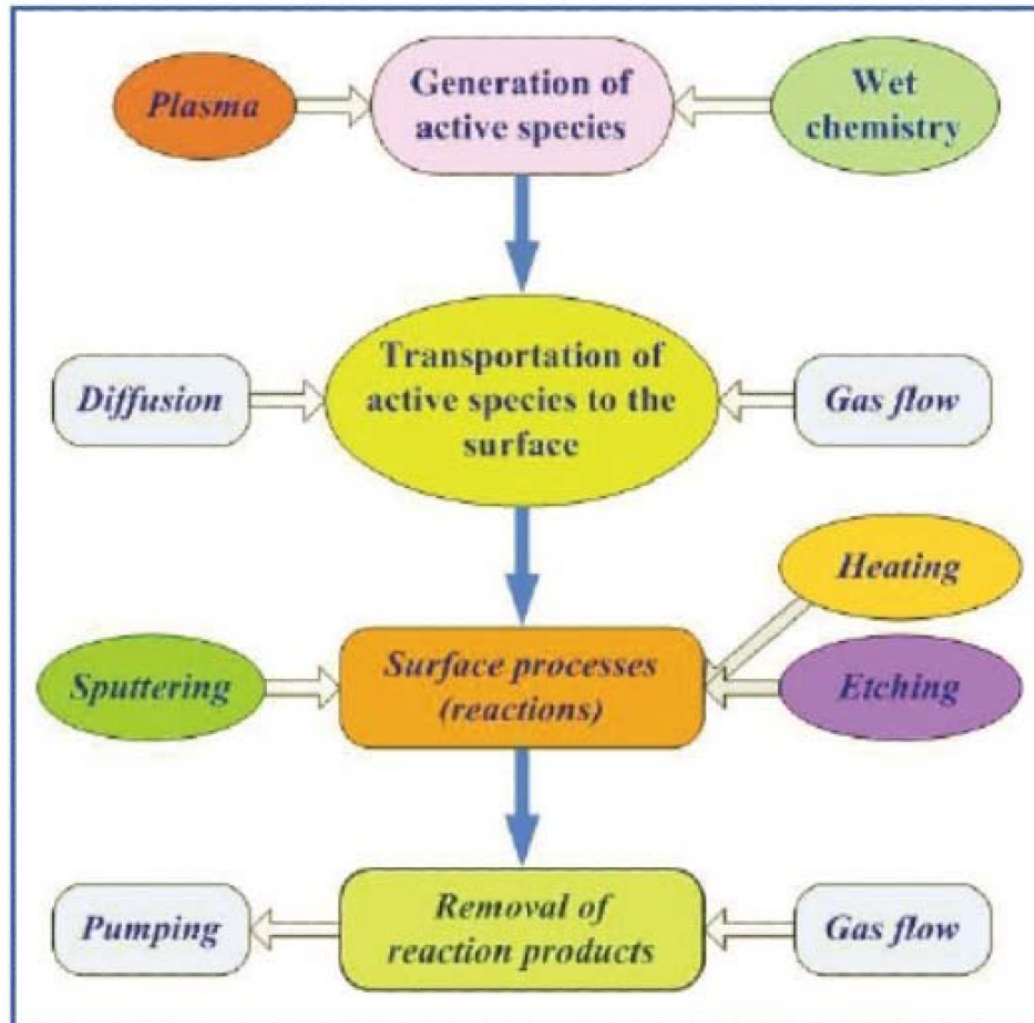 Plasma
Generation of
active species
Wet
chemistry
Diffusion
Transportation of
active species to the
surface
Gas flow
Heating
Sputtering
Surface processes
(reactions)
Etching
Pumping
Removal of
reaction products
Gas flow